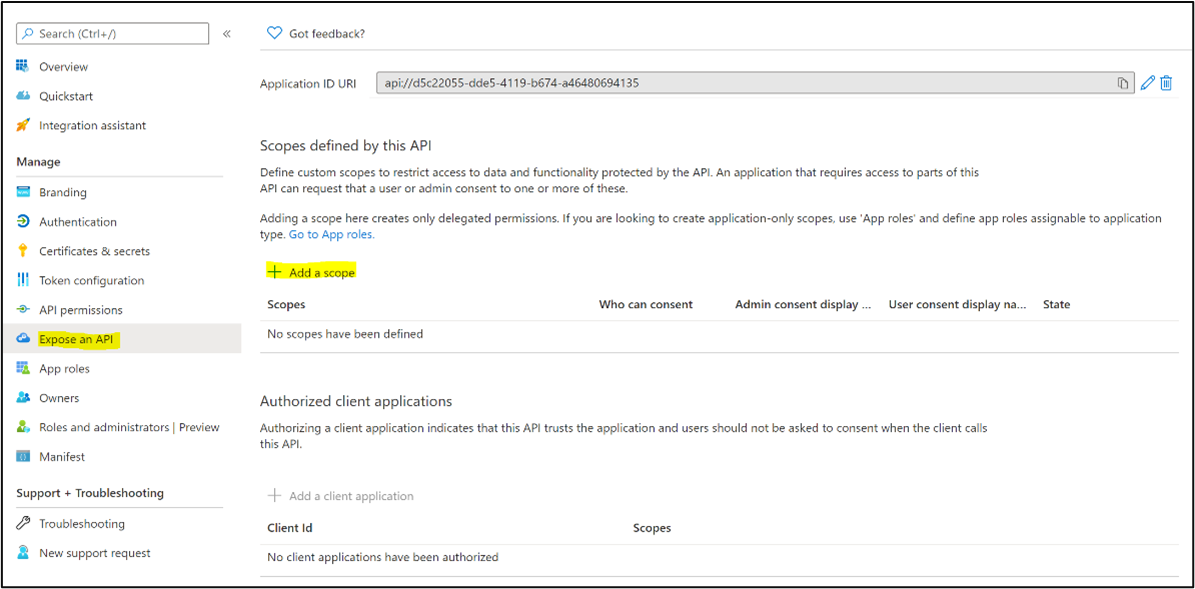 Search (Ctrl+/)
«
Overview
Quickstart
Integration assistant
Manage
Branding
Authentication
Certificates & secrets
Token configuration
API permissions
Expose an API
App roles
Owners
Roles and administrators | Preview
Manifest
Support + Troubleshooting
Troubleshooting
New support request
Got feedback?
Application ID URI
api://d5c22055-dde5-4119-b674-a46480694135
Scopes defined by this API
Define custom scopes to restrict access to data and functionality protected by the API. An application that requires access to parts of this
API can request that a user or admin consent to one or more of these.
Adding a scope here creates only delegated permissions. If you are looking to create application-only scopes, use 'App roles' and define app roles assignable to application
type. Go to App roles.
Add a scope
Scopes Who can consent Admin consent display ... User consent display na... State
No scopes have been defined
Authorized client applications
Authorizing a client application indicates that this API trusts the application and users should not be asked to consent when the client calls
this API.
Add a client application
Client Id Scopes
No client applications have been authorized